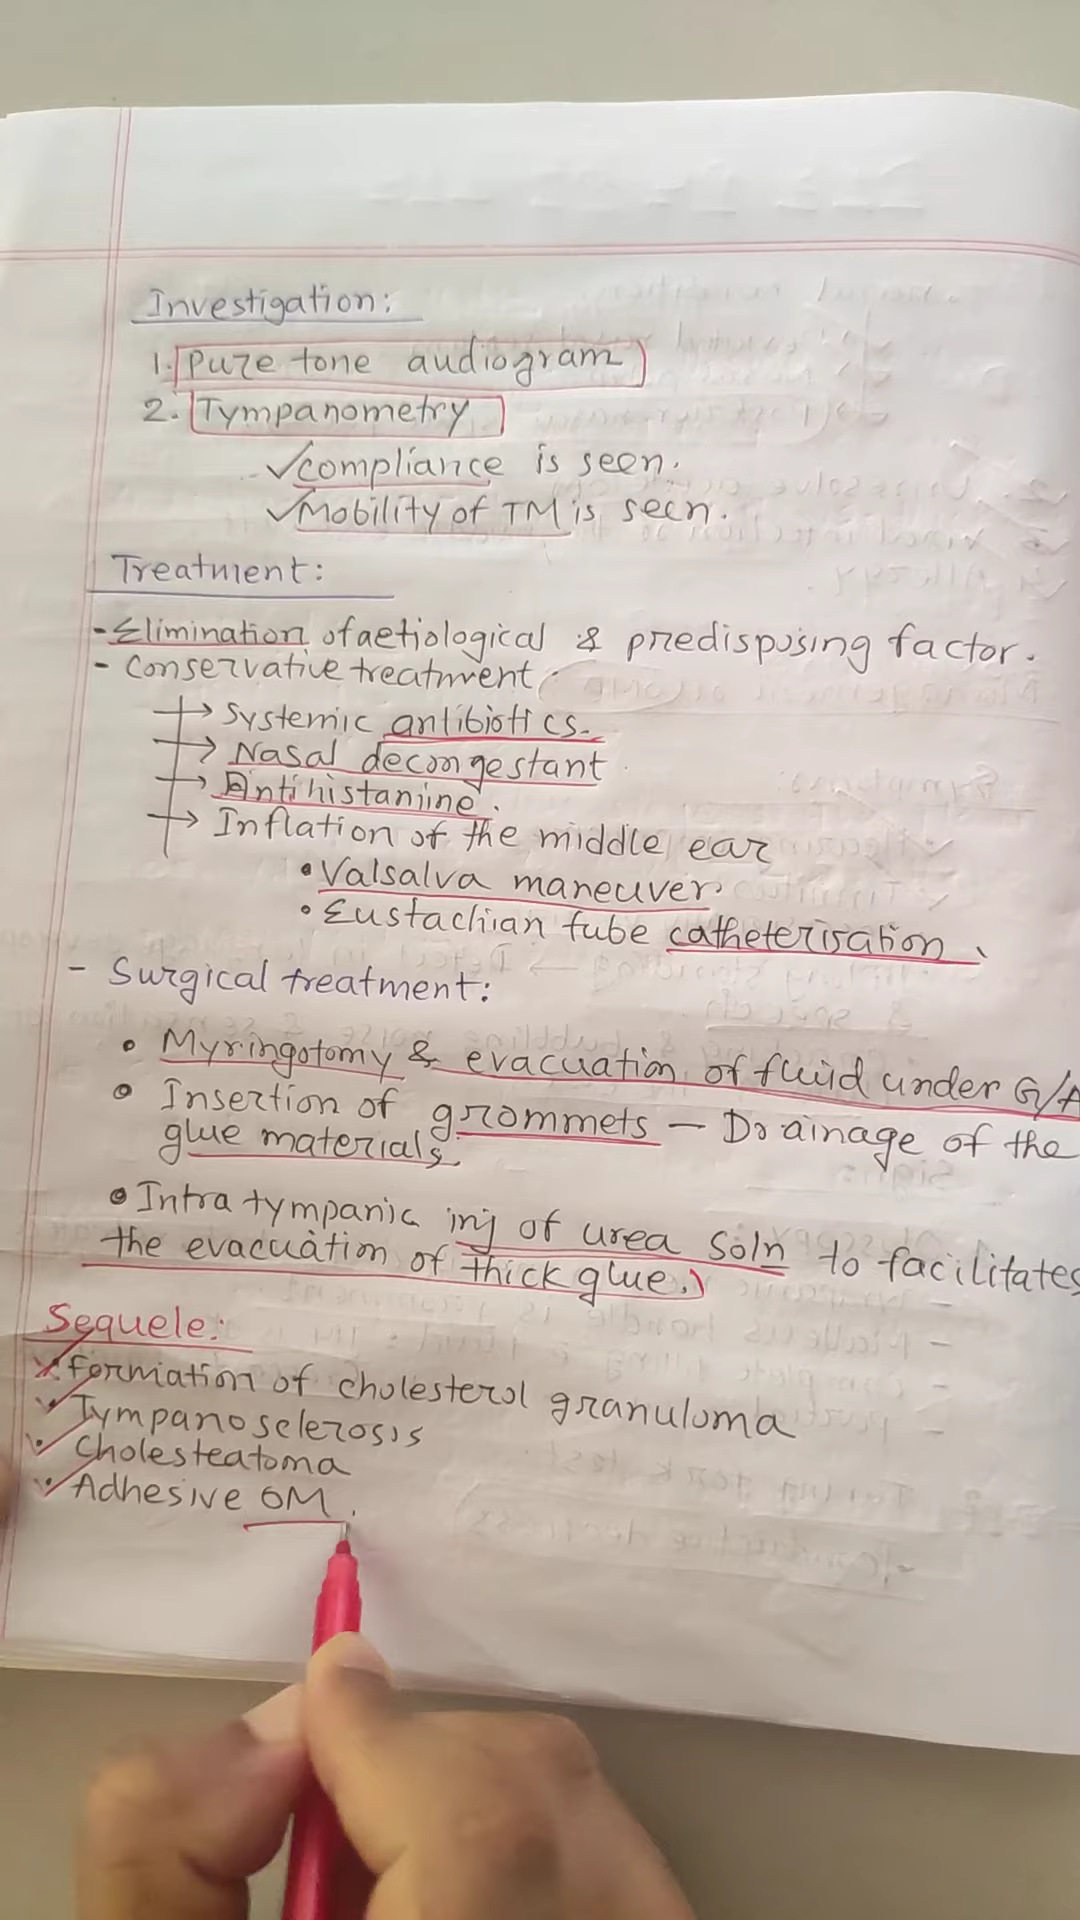 Investigation:
1. Pure tone audiogram
2. Tympanometry
✓compliance is seen.
✓Mobility of TM is seen.
Treatment:
- Elimination of aetiological & predisposing factor.
- Conservative treatment
→ Systemic antibiotics.
→ Nasal decongestant
→ Antihistamine.
→ Inflation of the middle ear
• Valsalva maneuver.
• Eustachian tube catheterisation.
- Surgical treatment:
• Myringotomy & evacuation of fluid under G/A
• Insertion of grommets — Drainage of the
glue materials.
• Intra tympanic inj of urea soln to facilitates
the evacuation of thick glue.)
Sequele:
Formation of cholesterol granuloma
Tympanosclerosis
Cholesteatoma
Adhesive OM.